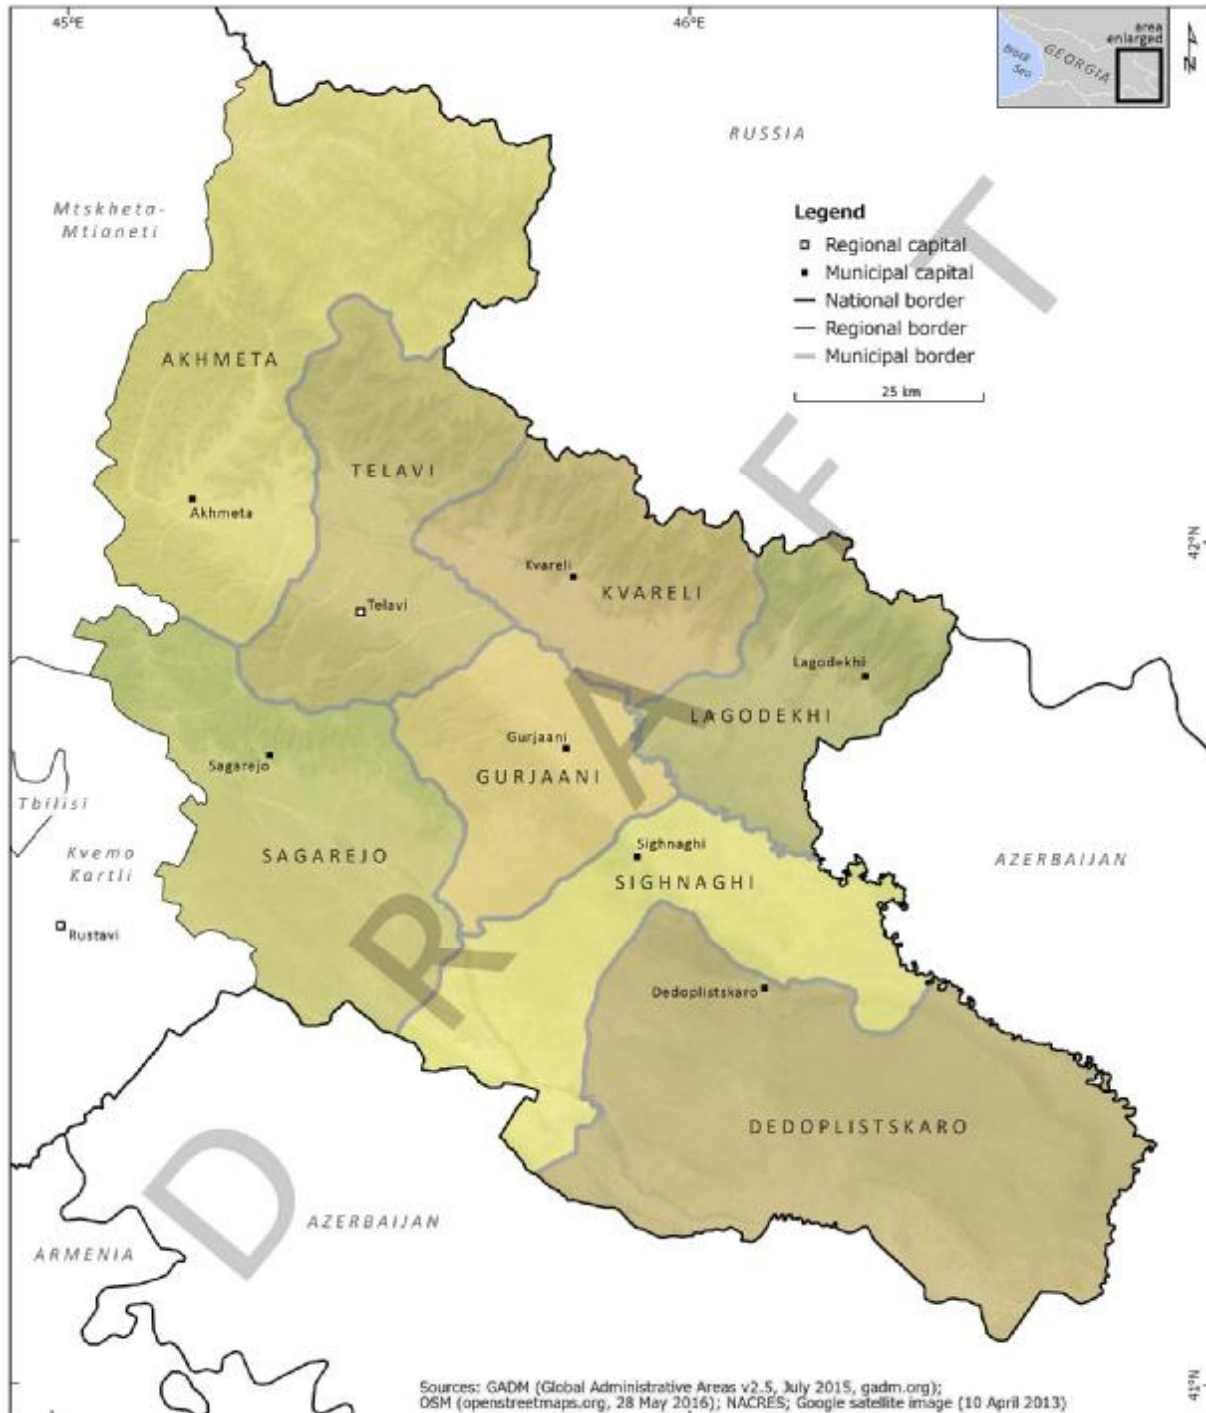 45°E
46°E
area
enlarged
Black
Sea
GEORGIA
N
RUSSIA
Mtskheta-
Mtianeti
Legend
Regional capital
Municipal capital
National border
Regional border
Municipal border
25 km
AKHMETA
TELAVI
Akhmeta
42°N
Kvareli
KVARELI
Telavi
Lagodekhi
LAGODEKHI
Gurjaani
GURJAANI
Sagarejo
Tbilisi
Kvemo
Kartli
SAGAREJO
Sighnaghi
SIGHNAGHI
AZERBAIJAN
Rustavi
Dedoplistskaro
DEDOPLISTSKARO
AZERBAIJAN
ARMENIA
DRAFT
41°N
Sources: GADM (Global Administrative Areas v2.5, July 2015, gadm.org);
OSM (openstreetmaps.org, 28 May 2016); NACRES; Google satellite image (10 April 2013)